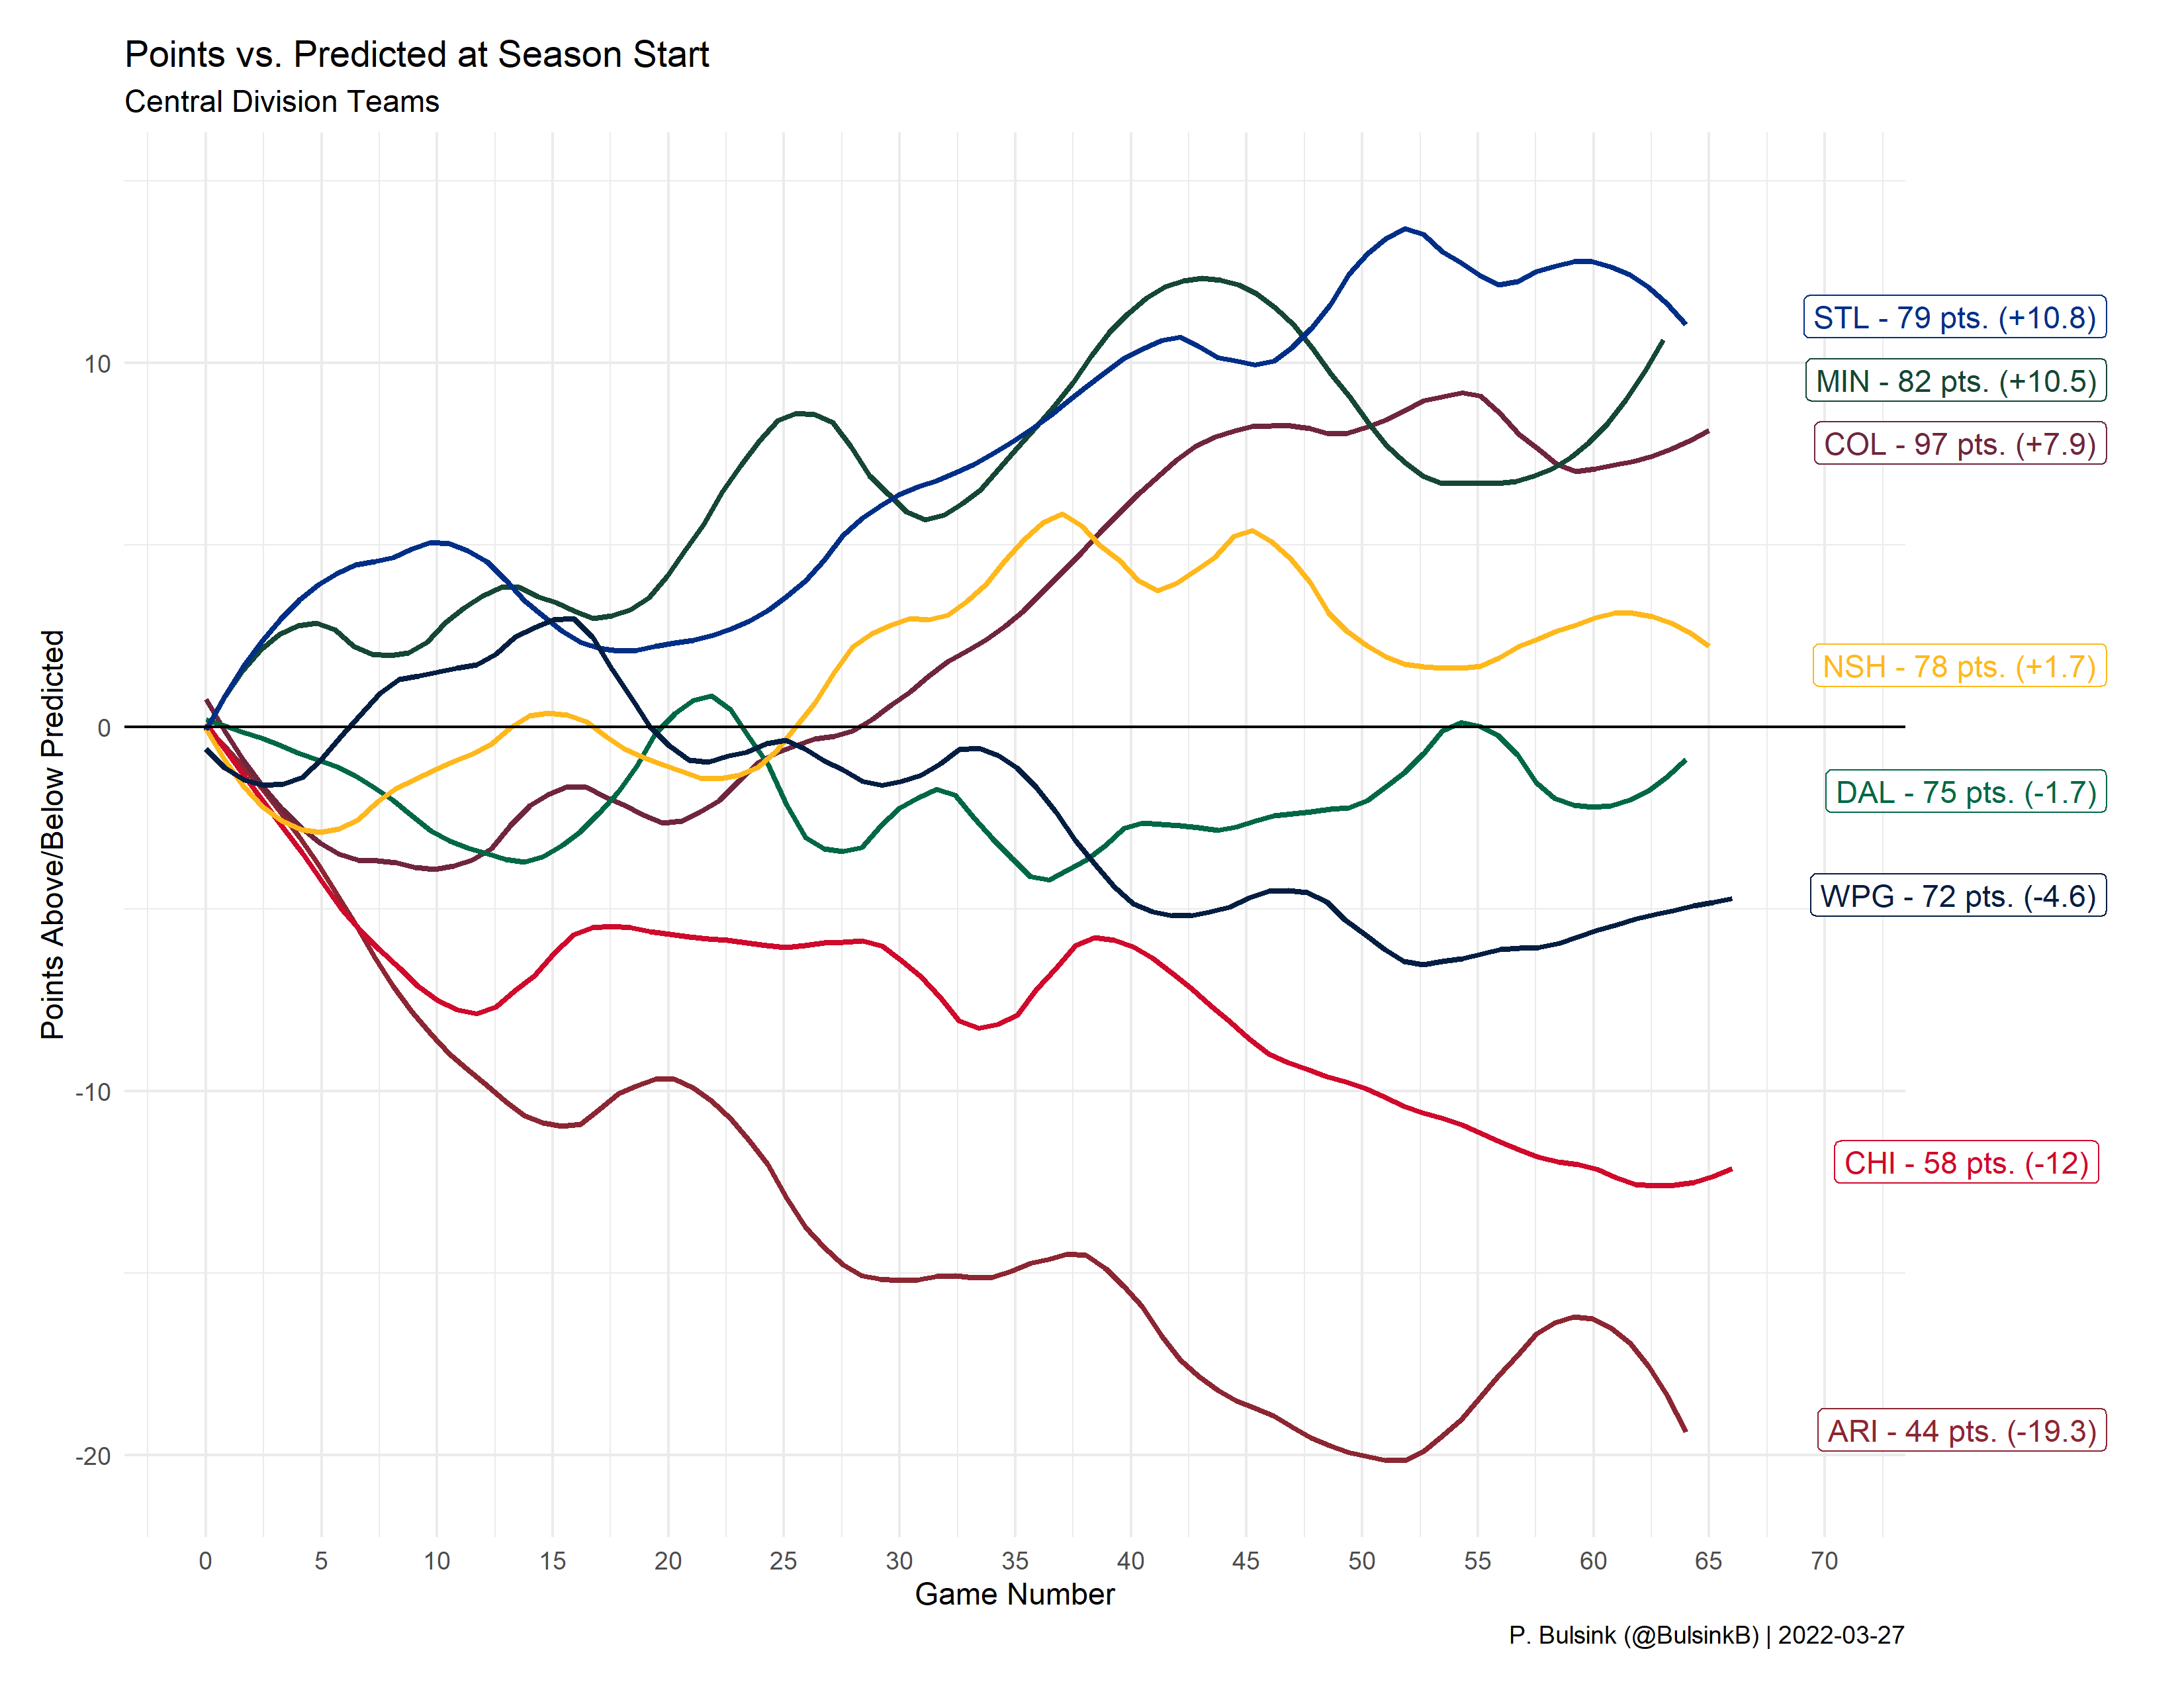 Points vs. Predicted at Season Start
Central Division Teams
Points Above/Below Predicted
10
0
-10
-20
STL - 79 pts. (+10.8)
MIN - 82 pts. (+10.5)
COL - 97 pts. (+7.9)
NSH - 78 pts. (+1.7)
DAL - 75 pts. (-1.7)
WPG - 72 pts. (-4.6)
CHI - 58 pts. (-12)
ARI - 44 pts. (-19.3)
0 5 10 15 20 25 30 35 40 45 50 55 60 65 70
Game Number
P. Bulsink (@BulsinkB) | 2022-03-27